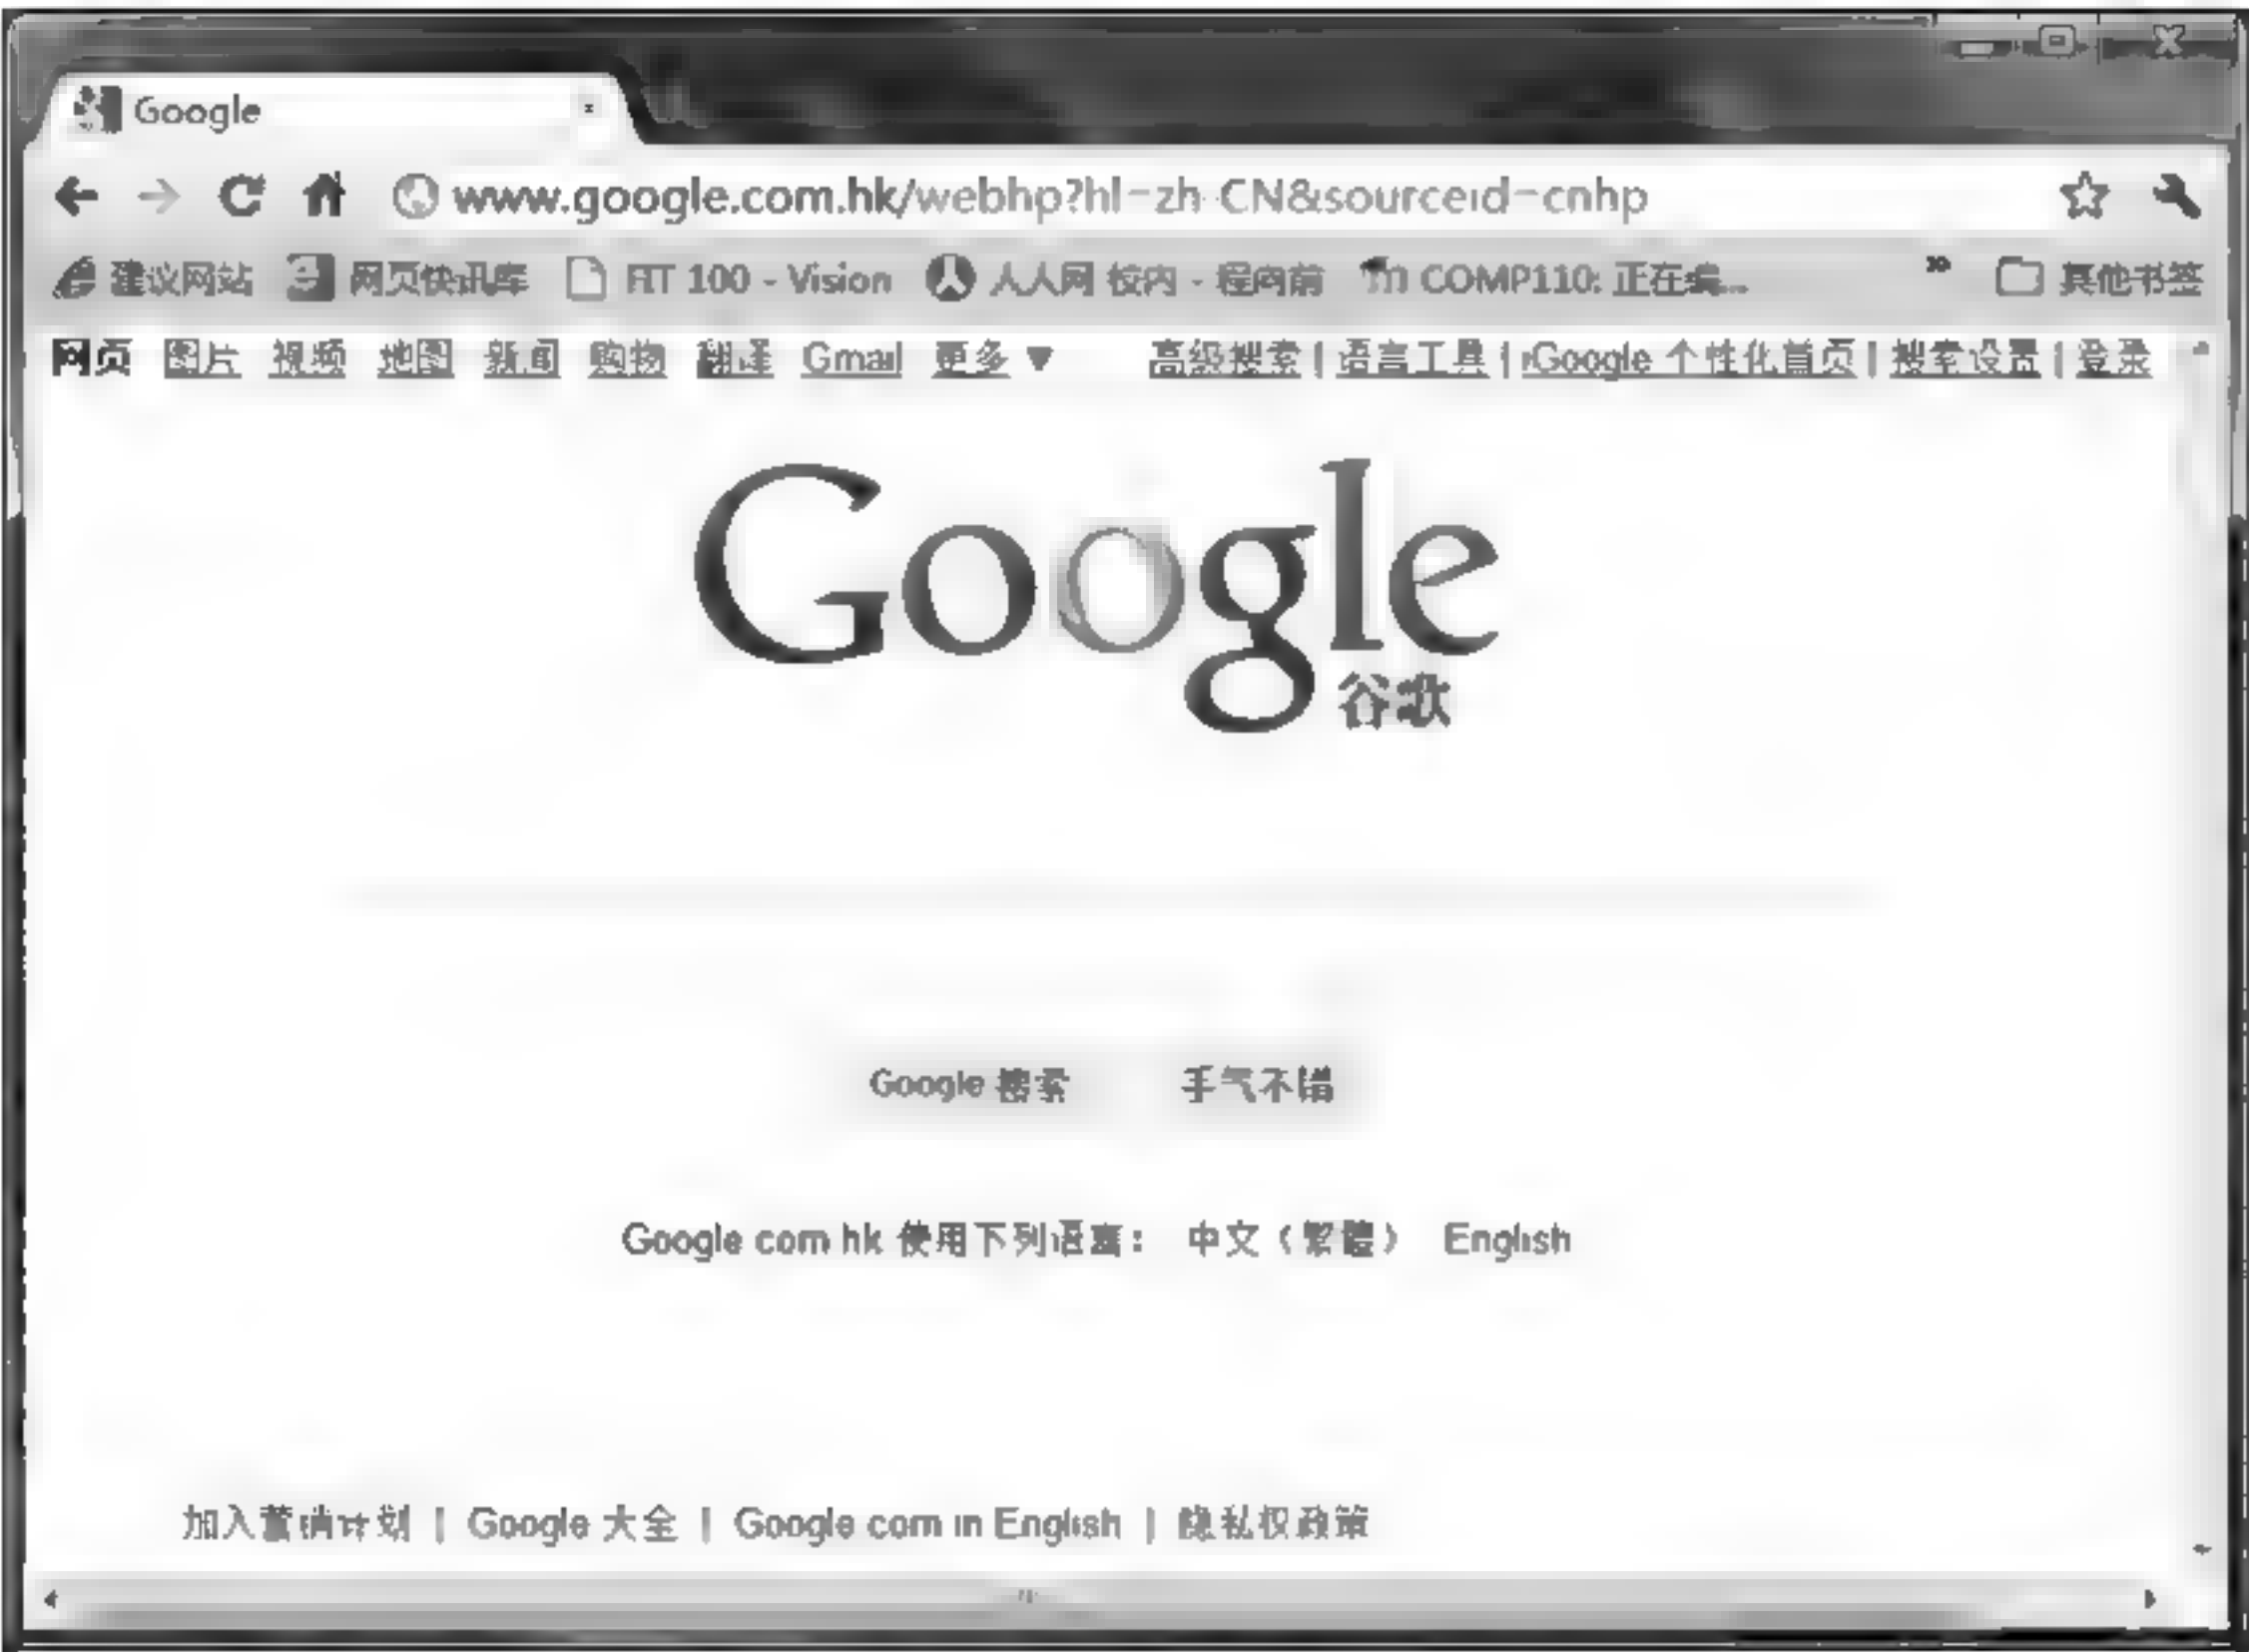 Google
www.google.com.hk/webhp?hl=zh-CN&sourceid=cnhp
建议网站 网页快讯库 FIT 100 - Vision 人人网 校内 - 程向前 COMP110: 正在编... » 其他书签
网页 图片 视频 地图 新闻 购物 翻译 Gmail 更多 ▼ 高级搜索 | 语言工具 | iGoogle 个性化首页 | 搜索设置 | 登录
Google
谷歌
Google 搜索 手气不错
Google com hk 使用下列语言： 中文（繁體） English
加入营销计划 | Google 大全 | Google com in English | 隐私权政策